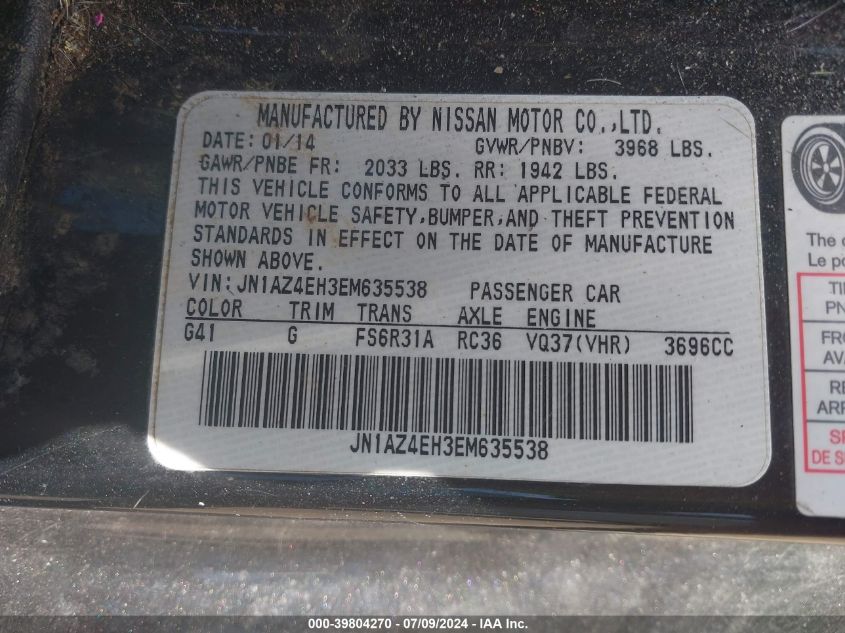 MANUFACTURED BY NISSAN MOTOR CO.,LTD.
DATE: 01/14 GVWR/PNBV: 3968 LBS.
GAWR/PNBE FR: 2033 LBS. RR: 1942 LBS.
THIS VEHICLE CONFORMS TO ALL APPLICABLE FEDERAL
MOTOR VEHICLE SAFETY,BUMPER,AND THEFT PREVENTION
STANDARDS IN EFFECT ON THE DATE OF MANUFACTURE
SHOWN ABOVE.
VIN:JN1AZ4EH3EM635538 PASSENGER CAR
COLOR TRIM TRANS AXLE ENGINE
G41 G FS6R31A RC36 VQ37(VHR) 3696CC
JN1AZ4EH3EM635538
The
Le
000-39804270 - 07/09/2024 - IAA Inc.